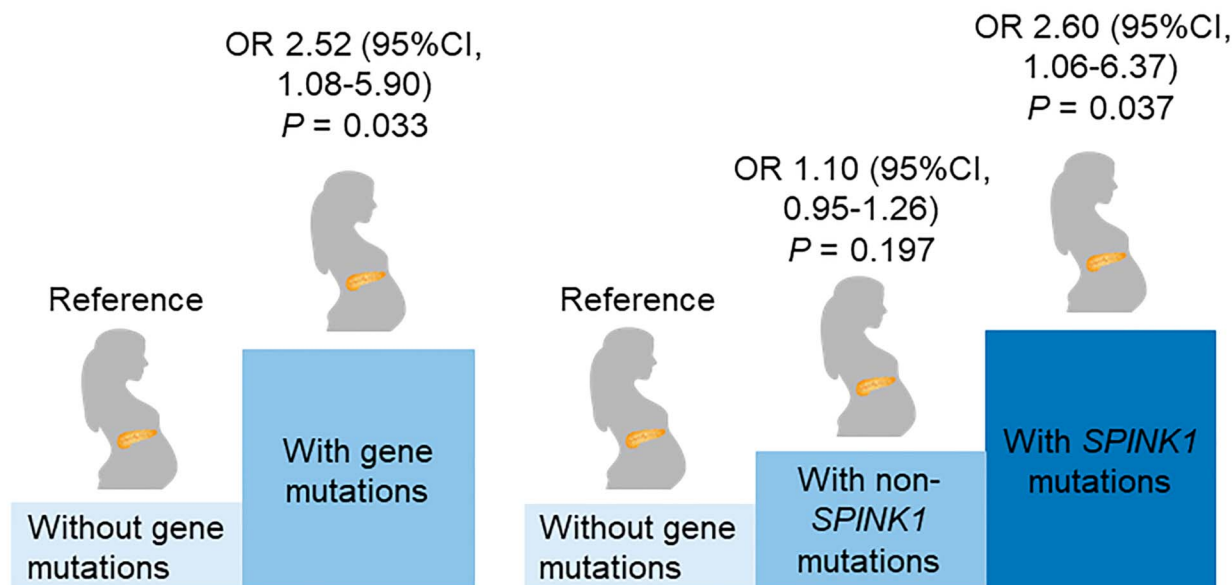 OR 2.52 (95%CI,
1.08-5.90)
P = 0.033
Reference
Without gene
mutations
With gene
mutations
OR 2.60 (95%CI,
1.06-6.37)
P = 0.037
OR 1.10 (95%CI,
0.95-1.26)
P = 0.197
Reference
Without gene
mutations
With non-
SPINK1
mutations
With SPINK1
mutations